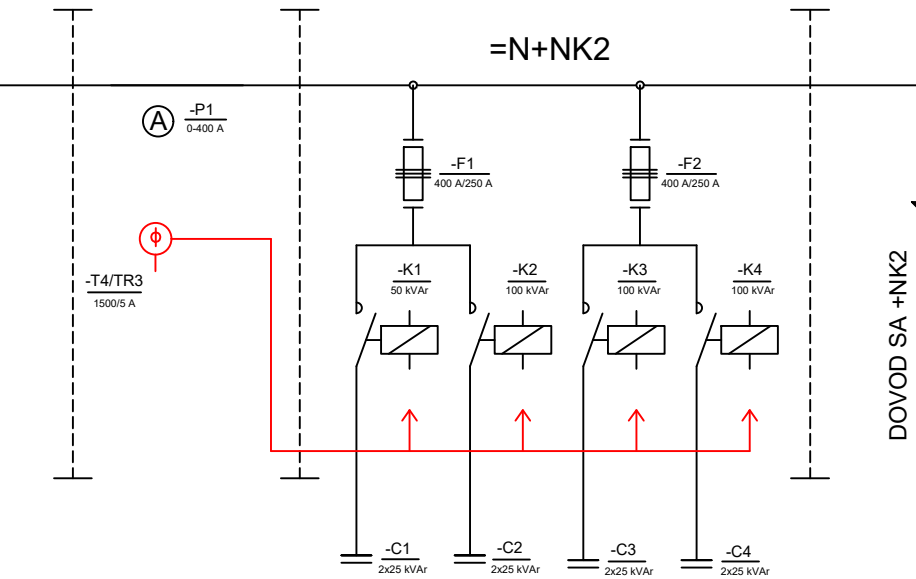 =N+NK2
A
-P1
0-400 A
-F1
400 A/250 A
-F2
400 A/250 A
φ
-T4/TR3
1500/5 A
-K1
50 kVAr
-K2
100 kVAr
-K3
100 kVAr
-K4
100 kVAr
DOVOD SA +NK2
-C1
2x25 kVAr
-C2
2x25 kVAr
-C3
2x25 kVAr
-C4
2x25 kVAr